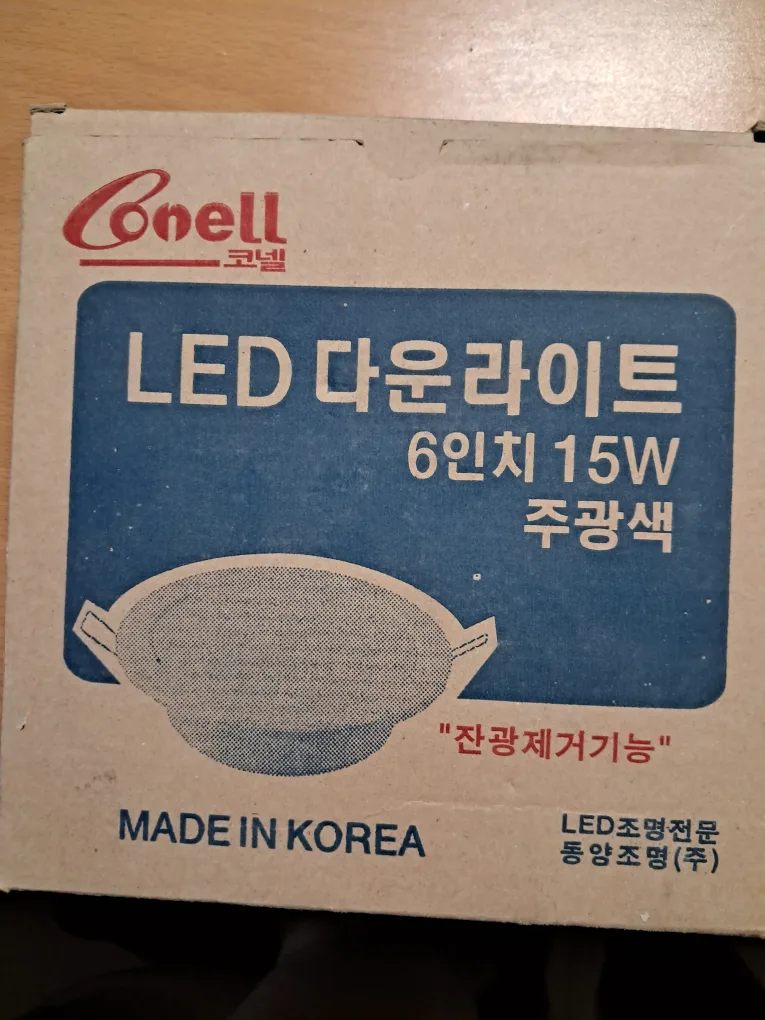 Conell
코넬
LED 다운라이트
6인치 15W
주광색
"잔광제거기능"
MADE IN KOREA
LED조명전문
동양조명(주)